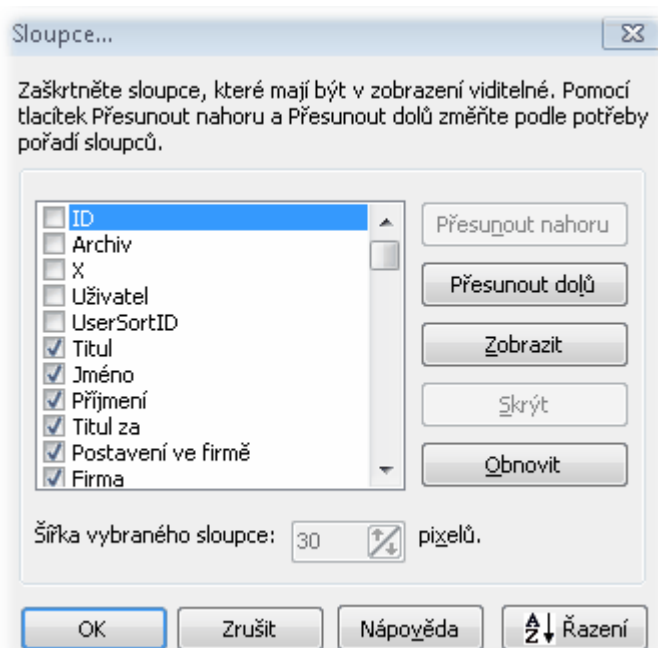 Sloupce...
Zaškrtněte sloupce, které mají být v zobrazení viditelné. Pomocí
tlacítek Přesunout nahoru a Přesunout dolů změňte podle potřeby
pořadí sloupců.
ID
Archiv
X
Uživatel
UserSortID
Titul
Jméno
Příjmení
Titul za
Postavení ve firmě
Firma
Přesunout nahoru
Přesunout dolů
Zobrazit
Skrýt
Obnovit
Šířka vybraného sloupce: 30 pixelů.
OK Zrušit Nápověda AZ Řazení